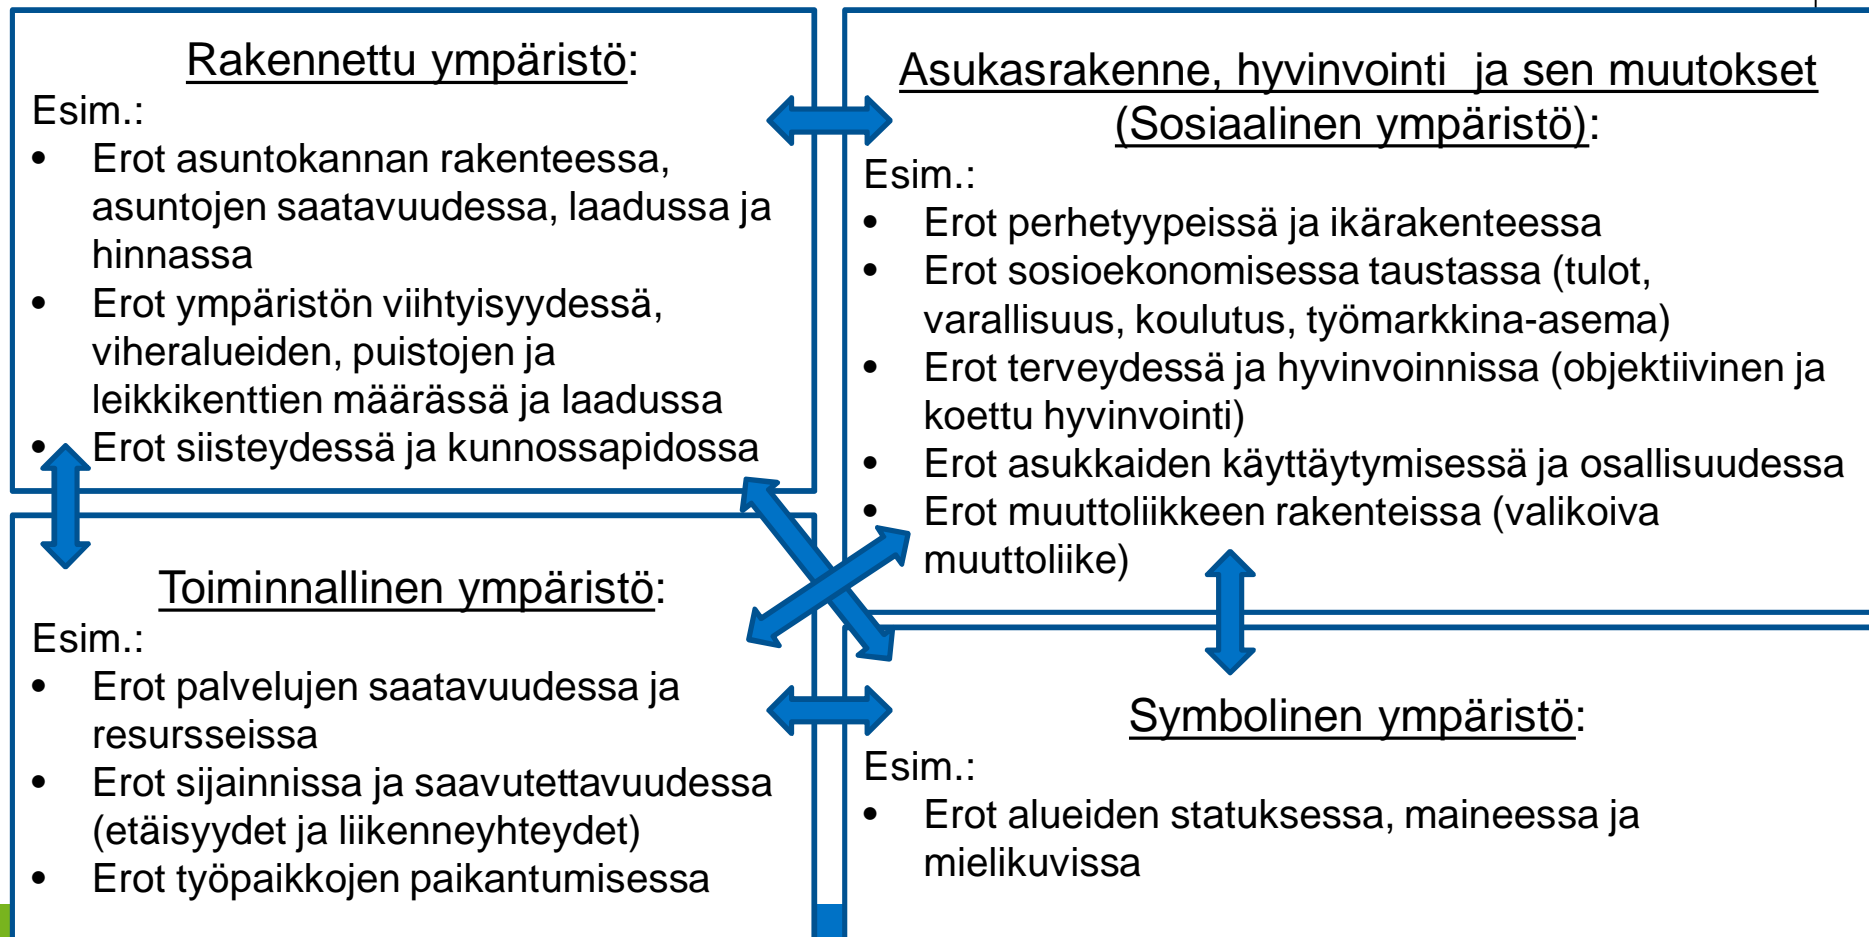 Rakennettu ympäristö:
Esim.:
• Erot asuntokannan rakenteessa,
asuntojen saatavuudessa, laadussa ja
hinnassa
• Erot ympäristön viihtyisyydessä,
viheralueiden, puistojen ja
leikkikenttien määrässä ja laadussa
• Erot siisteydessä ja kunnossapidossa
Asukasrakenne, hyvinvointi ja sen muutokset
(Sosiaalinen ympäristö):
Esim.:
• Erot perhetyypeissä ja ikärakenteessa
• Erot sosioekonomisessa taustassa (tulot,
varallisuus, koulutus, työmarkkina-asema)
• Erot terveydessä ja hyvinvoinnissa (objektiivinen ja
koettu hyvinvointi)
• Erot asukkaiden käyttäytymisessä ja osallisuudessa
• Erot muuttoliikkeen rakenteissa (valikoiva
muuttoliike)
Toiminnallinen ympäristö:
Esim.:
• Erot palvelujen saatavuudessa ja
resursseissa
• Erot sijainnissa ja saavutettavuudessa
(etäisyydet ja liikenneyhteydet)
• Erot työpaikkojen paikantumisessa
Symbolinen ympäristö:
Esim.:
• Erot alueiden statuksessa, maineessa ja
mielikuvissa